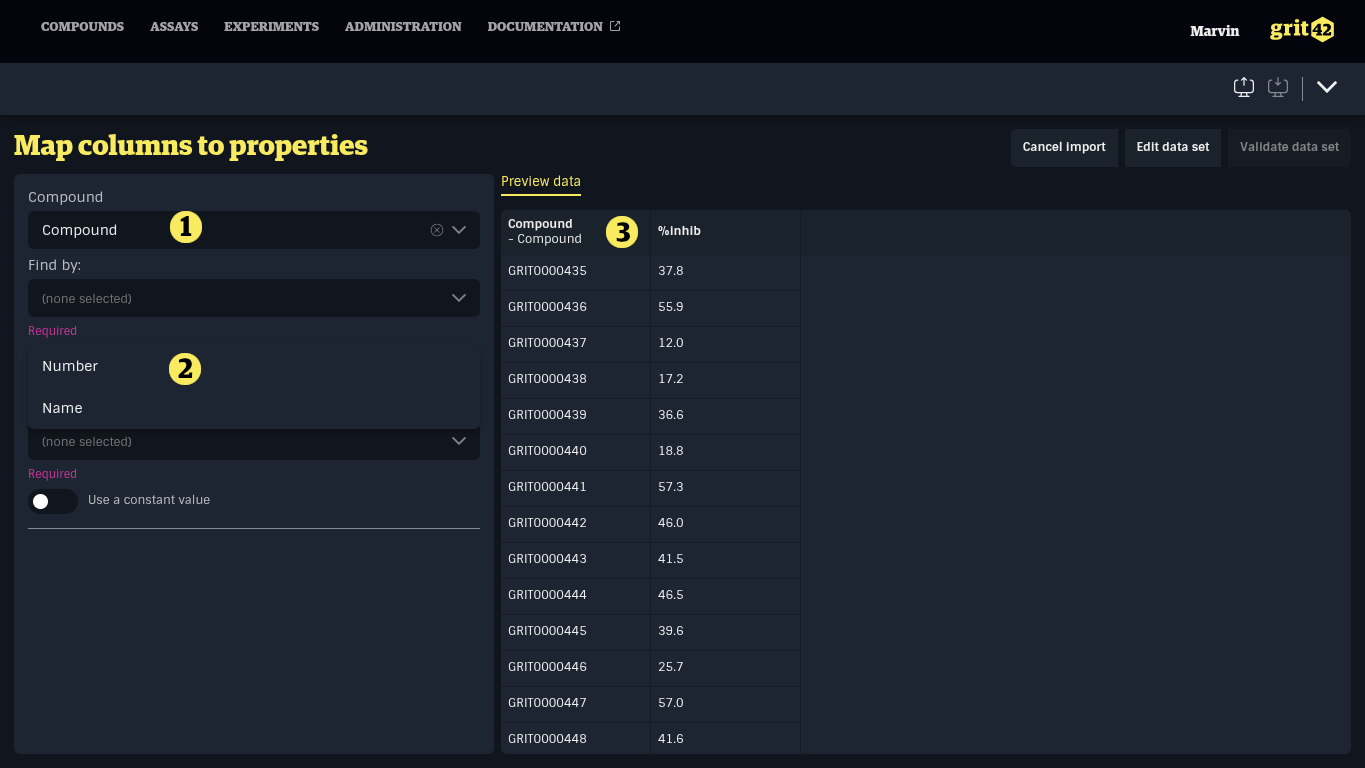 COMPOUNDS ASSAYS EXPERIMENTS ADMINISTRATION DOCUMENTATION
Marvin grit42
Map columns to properties
Cancel import Edit data set Validate data set
Compound
Compound 1
Find by:
(none selected)
Required
Number 2
Name
(none selected)
Required
Use a constant value
Preview data
Compound
- Compound 3 %inhib
GRIT0000435 37.8
GRIT0000436 55.9
GRIT0000437 12.0
GRIT0000438 17.2
GRIT0000439 36.6
GRIT0000440 18.8
GRIT0000441 57.3
GRIT0000442 46.0
GRIT0000443 41.5
GRIT0000444 46.5
GRIT0000445 39.6
GRIT0000446 25.7
GRIT0000447 57.0
GRIT0000448 41.6